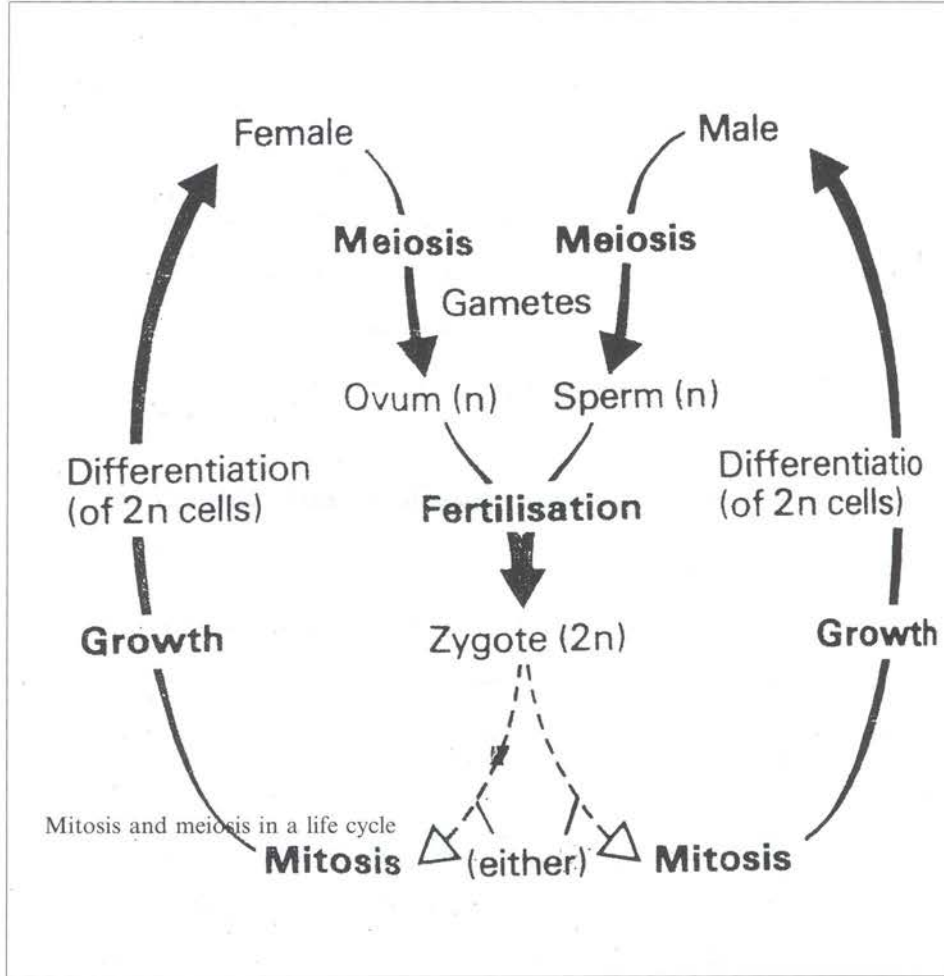 Female
Male
Meiosis
Meiosis
Gametes
Ovum (n)
Sperm (n)
Differentiation
(of 2n cells)
Differentiatio
(of 2n cells)
Fertilisation
Growth
Zygote (2n)
Growth
Mitosis and meiosis in a life cycle
Mitosis
(either)
Mitosis